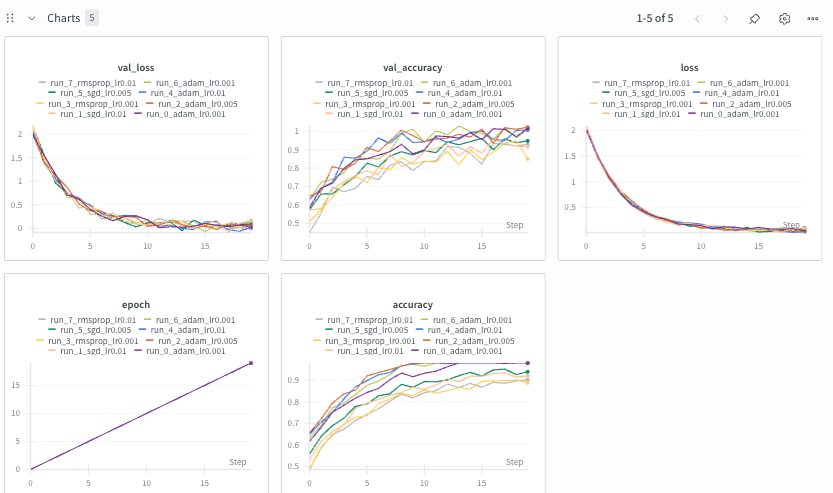 Charts 5 1-5 of 5
val_loss
run_7_rmsprop_lr0.01 run_6_adam_lr0.001
run_5_sgd_lr0.005 run_4_adam_lr0.01
run_3_rmsprop_lr0.001 run_2_adam_lr0.005
run_1_sgd_lr0.01 run_0_adam_lr0.001
2
1.5
1
0.5
0
0 5 10 15
val_accuracy
run_7_rmsprop_lr0.01 run_6_adam_lr0.001
run_5_sgd_lr0.005 run_4_adam_lr0.01
run_3_rmsprop_lr0.001 run_2_adam_lr0.005
run_1_sgd_lr0.01 run_0_adam_lr0.001
1
0.9
0.8
0.7
0.6
0.5
Step
0 5 10 15
loss
run_7_rmsprop_lr0.01 run_6_adam_lr0.001
run_5_sgd_lr0.005 run_4_adam_lr0.01
run_3_rmsprop_lr0.001 run_2_adam_lr0.005
run_1_sgd_lr0.01 run_0_adam_lr0.001
2
1.5
1
0.5
Step
0 5 10 15
epoch
run_7_rmsprop_lr0.01 run_6_adam_lr0.001
run_5_sgd_lr0.005 run_4_adam_lr0.01
run_3_rmsprop_lr0.001 run_2_adam_lr0.005
run_1_sgd_lr0.01 run_0_adam_lr0.001
15
10
5
0
Step
0 5 10 15
accuracy
run_7_rmsprop_lr0.01 run_6_adam_lr0.001
run_5_sgd_lr0.005 run_4_adam_lr0.01
run_3_rmsprop_lr0.001 run_2_adam_lr0.005
run_1_sgd_lr0.01 run_0_adam_lr0.001
0.9
0.8
0.7
0.6
0.5
Step
0 5 10 15